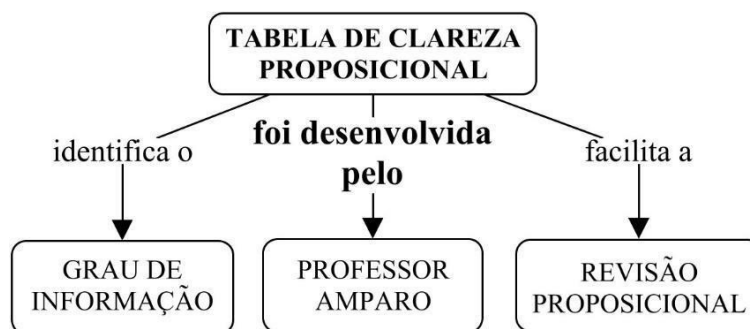 TABELA DE CLAREZA
PROPOSICIONAL
identifica o
foi desenvolvida
pelo
facilita a
GRAU DE
INFORMAÇÃO
PROFESSOR
AMPARO
REVISÃO
PROPOSICIONAL